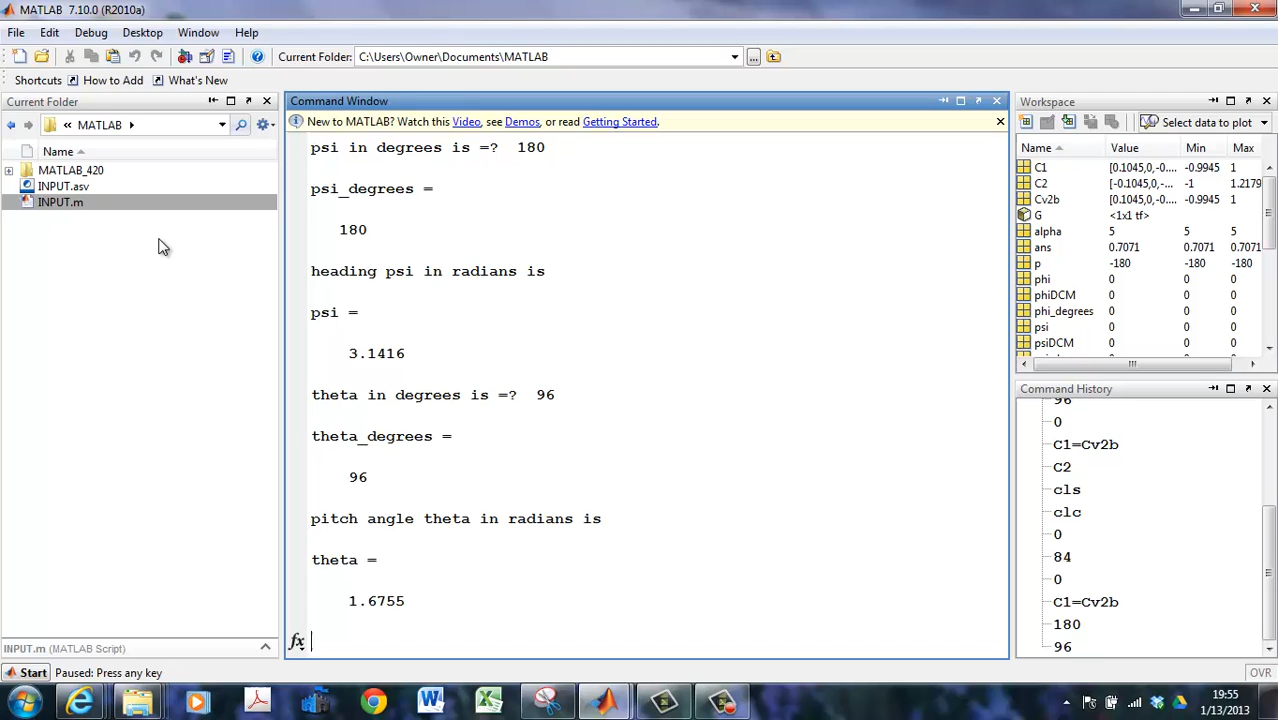 MATLAB 7.10.0 (R2010a)
File Edit Debug Desktop Window Help
Current Folder: C:\Users\Owner\Documents\MATLAB ...
Shortcuts How to Add What's New
Current Folder
« MATLAB
Name
MATLAB_420
INPUT.asv
INPUT.m
INPUT.m (MATLAB Script)
Command Window
New to MATLAB? Watch this Video, see Demos, or read Getting Started.
psi in degrees is =? 180
psi_degrees =
180
heading psi in radians is
psi =
3.1416
theta in degrees is =? 96
theta_degrees =
96
pitch angle theta in radians is
theta =
1.6755
fx
Workspace
Select data to plot
Name Value Min Max
C1 [0.1045,0,-0.... -0.9945 1
C2 [-0.1045,0,-... -1 1.2179
Cv2b [0.1045,0,-0.... -0.9945 1
G <1x1 tf>
alpha 5 5 5
ans 0.7071 0.7071 0.7071
p -180 -180 -180
phi 0 0 0
phiDCM 0 0 0
phi_degrees 0 0 0
psi 0 0 0
psiDCM 0 0 0
Command History
96
0
C1=Cv2b
C2
cls
clc
0
84
0
C1=Cv2b
180
96
Start Paused: Press any key OVR
19:55
1/13/2013